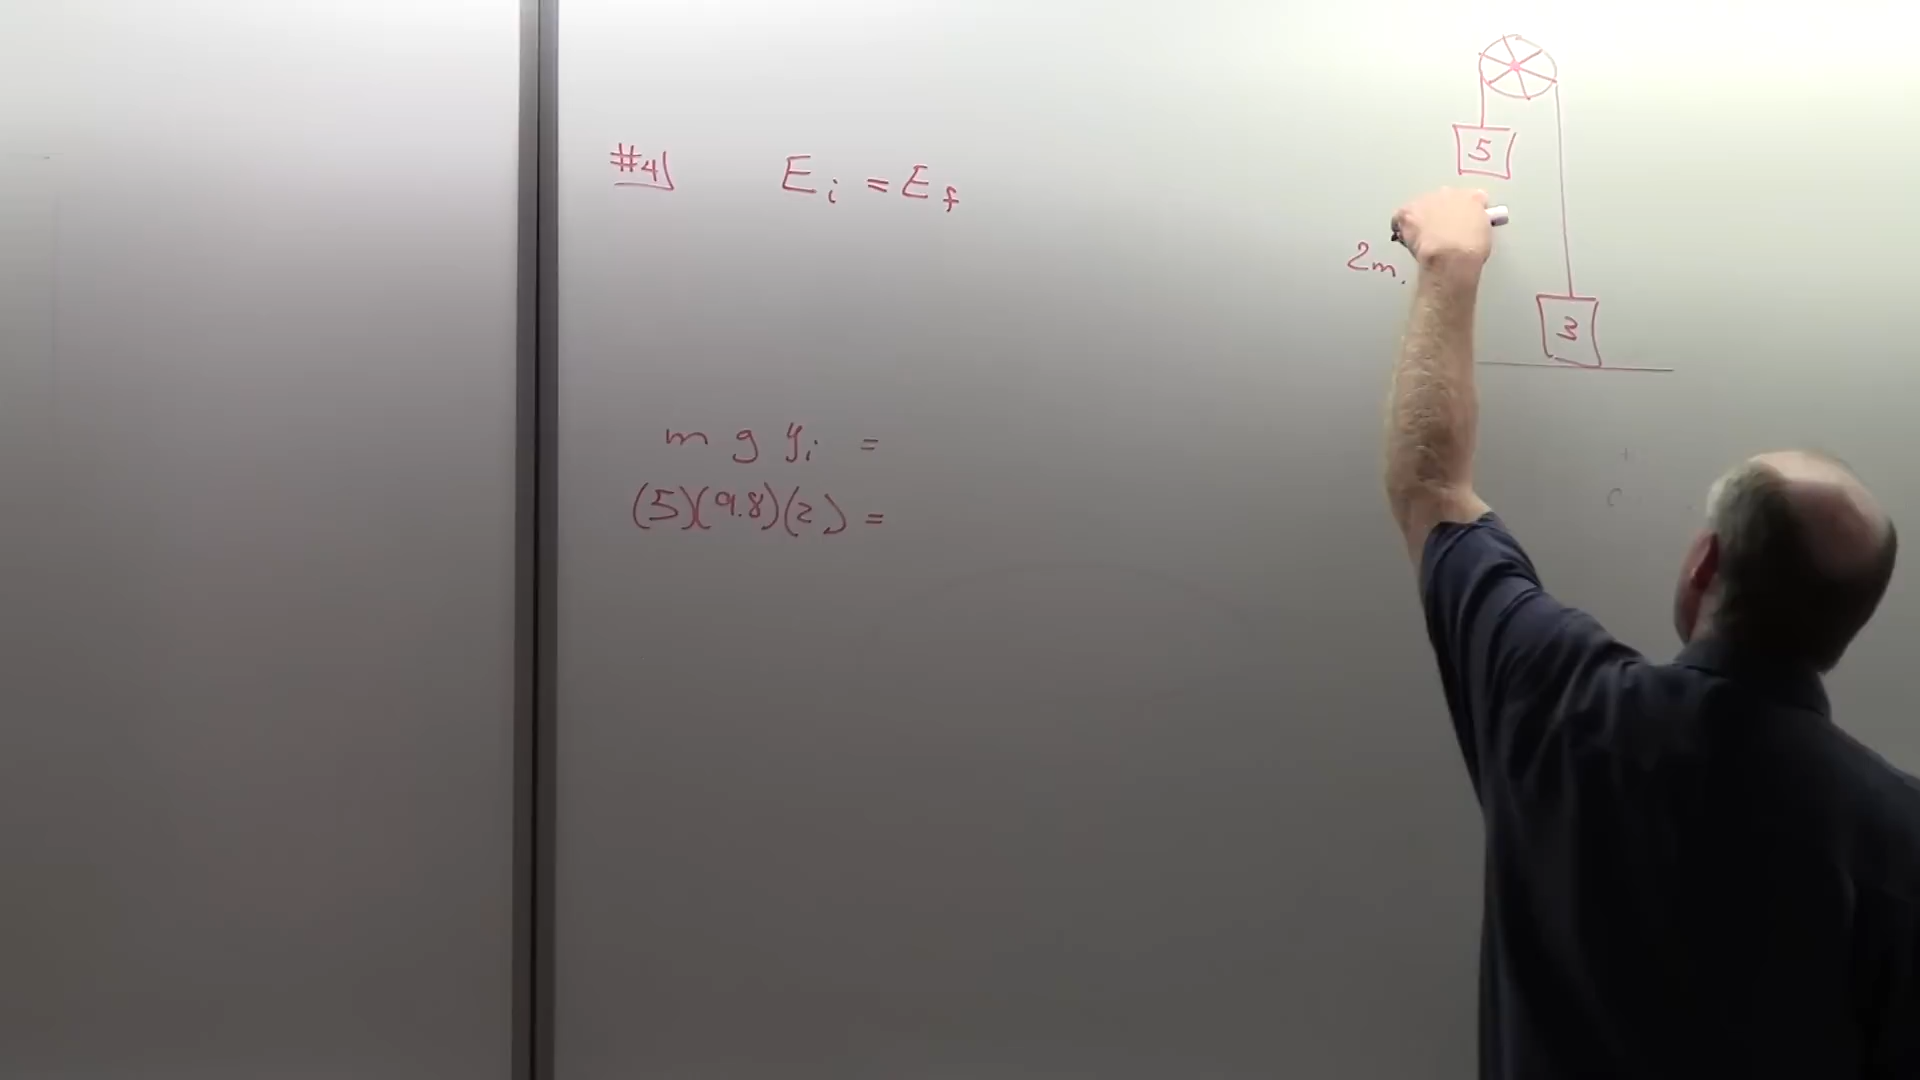 #4) E_i = E_f
5
2m.
3
m g y_i =
(5)(9.8)(2) =